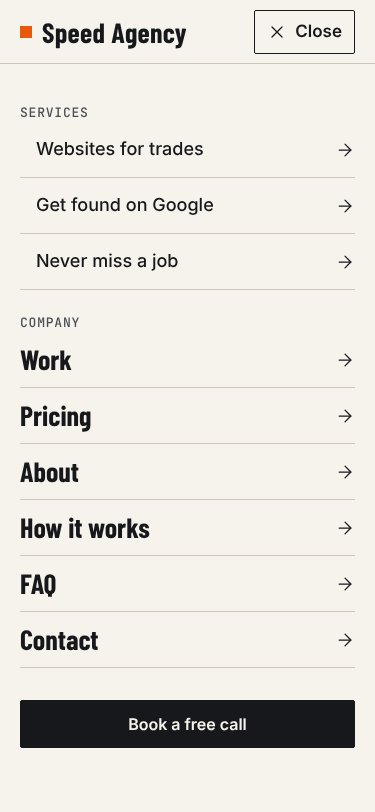 Speed Agency
Close
SERVICES
Websites for trades
Get found on Google
Never miss a job
COMPANY
Work
Pricing
About
How it works
FAQ
Contact
Book a free call